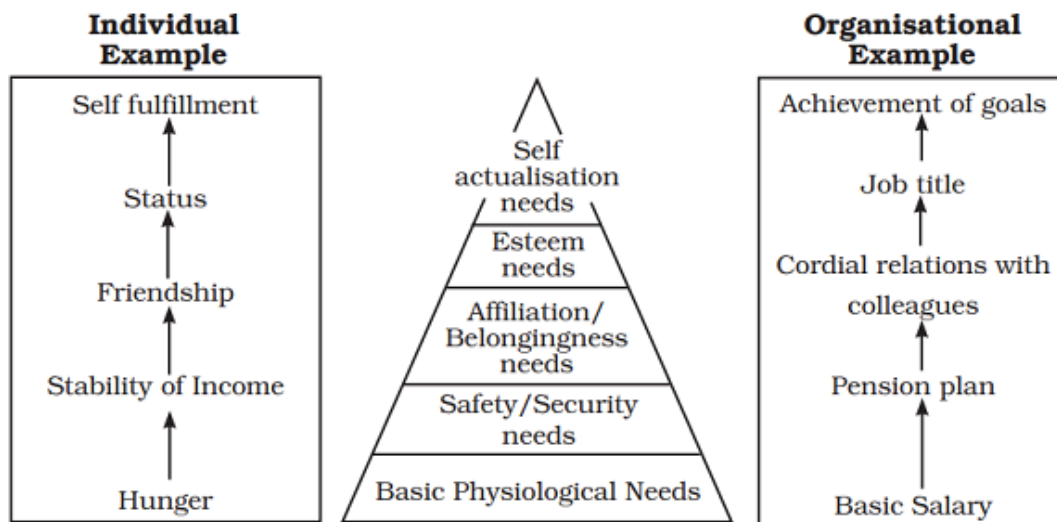 Individual
Example
Self fulfillment
Status
Friendship
Stability of Income
Hunger
Self
actualisation
needs
Esteem
needs
Affiliation/
Belongingness
needs
Safety/Security
needs
Basic Physiological Needs
Organisational
Example
Achievement of goals
Job title
Cordial relations with
colleagues
Pension plan
Basic Salary